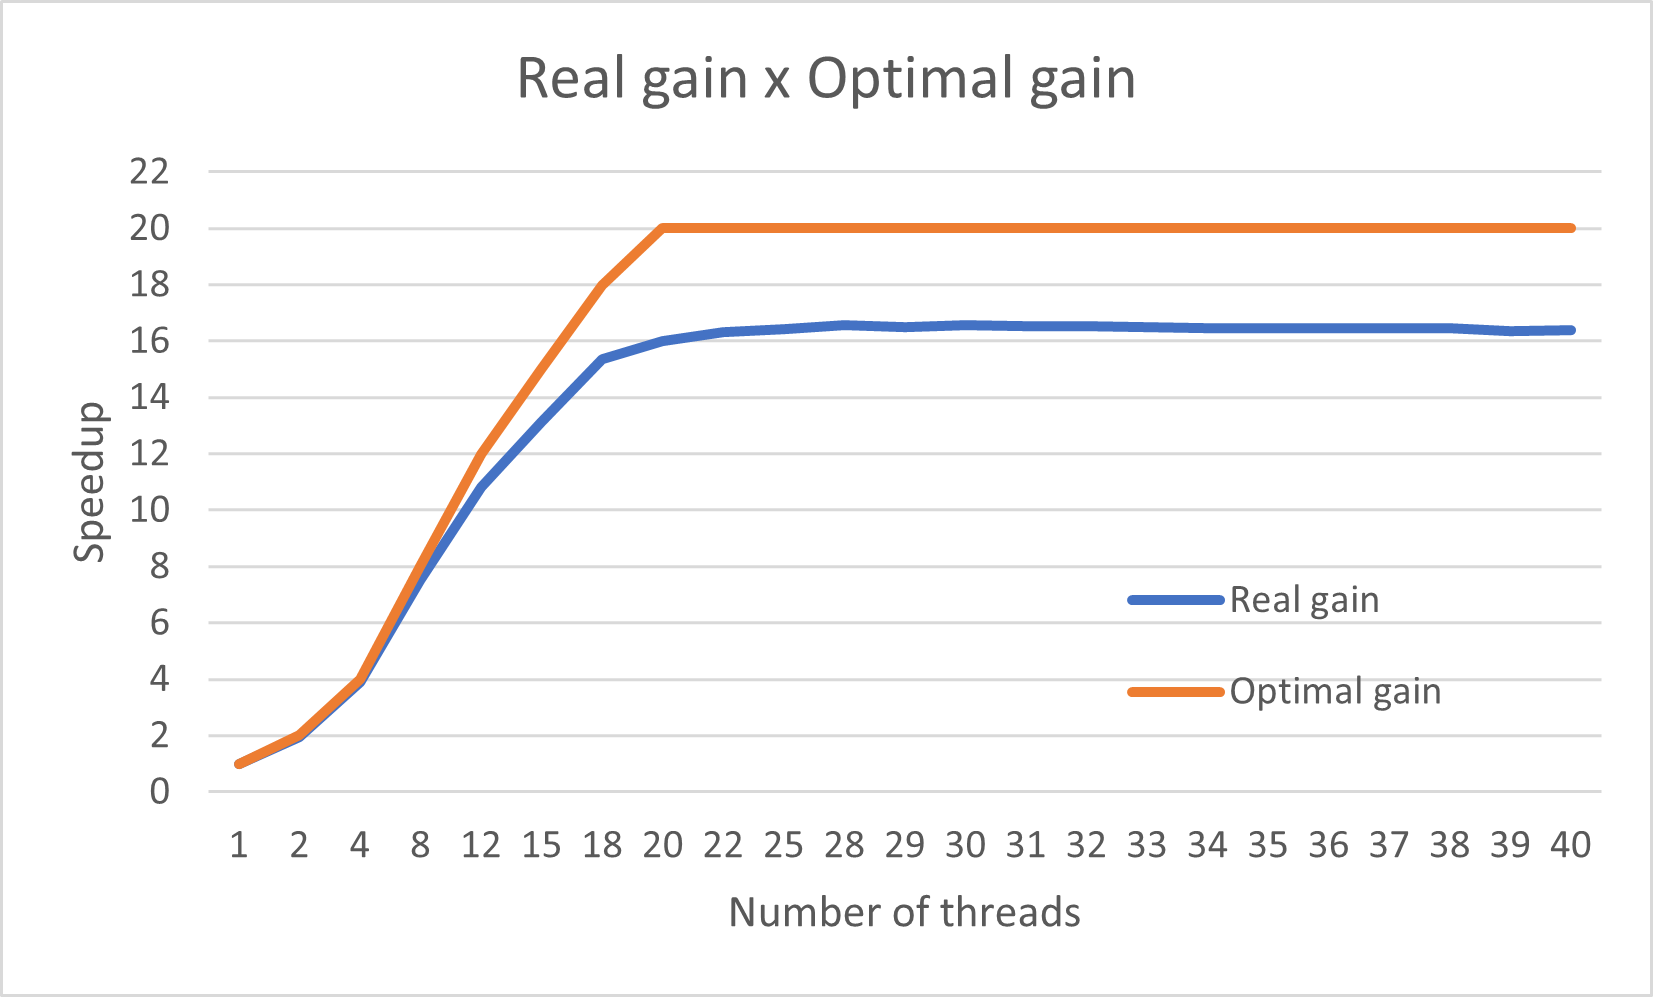 Real gain x Optimal gain
22
20
18
16
14
12
10
8
6
4
2
0
Speedup
Real gain
Optimal gain
1 2 4 8 12 15 18 20 22 25 28 29 30 31 32 33 34 35 36 37 38 39 40
Number of threads